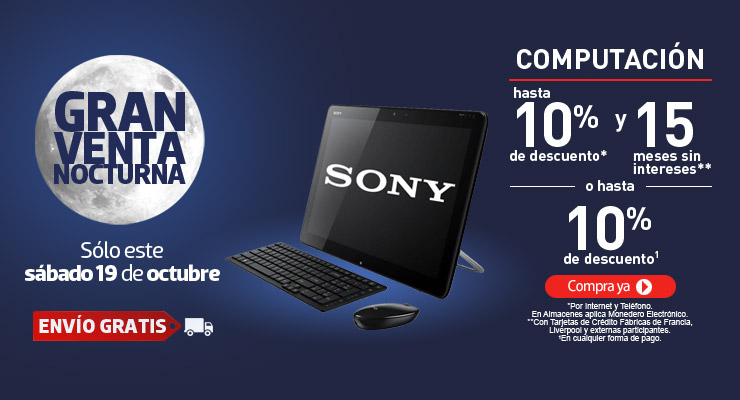 GRAN
VENTA
NOCTURNA
Sólo este
sábado 19 de octubre
ENVÍO GRATIS
SONY
SONY
COMPUTACIÓN
hasta
10% y 15
de descuento* meses sin
intereses**
o hasta
10%
de descuento¹
Compra ya
*Por Internet y Teléfono.
En Almacenes aplica Monedero Electrónico.
**Con Tarjetas de Crédito Fábricas de Francia,
Liverpool y externas participantes.
¹En cualquier forma de pago.